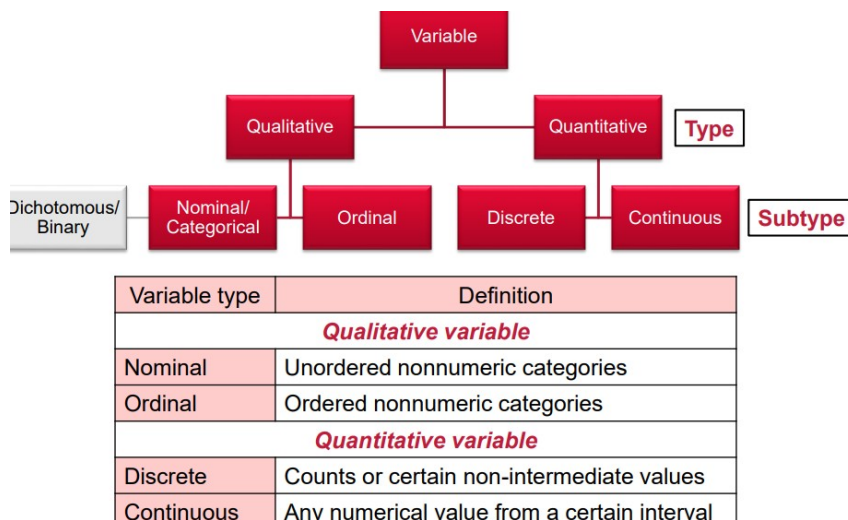 Variable
Qualitative
Quantitative
Type
Dichotomous/
Binary
Nominal/
Categorical
Ordinal
Discrete
Continuous
Subtype
Variable type Definition
Qualitative variable
Nominal Unordered nonnumeric categories
Ordinal Ordered nonnumeric categories
Quantitative variable
Discrete Counts or certain non-intermediate values
Continuous Any numerical value from a certain interval